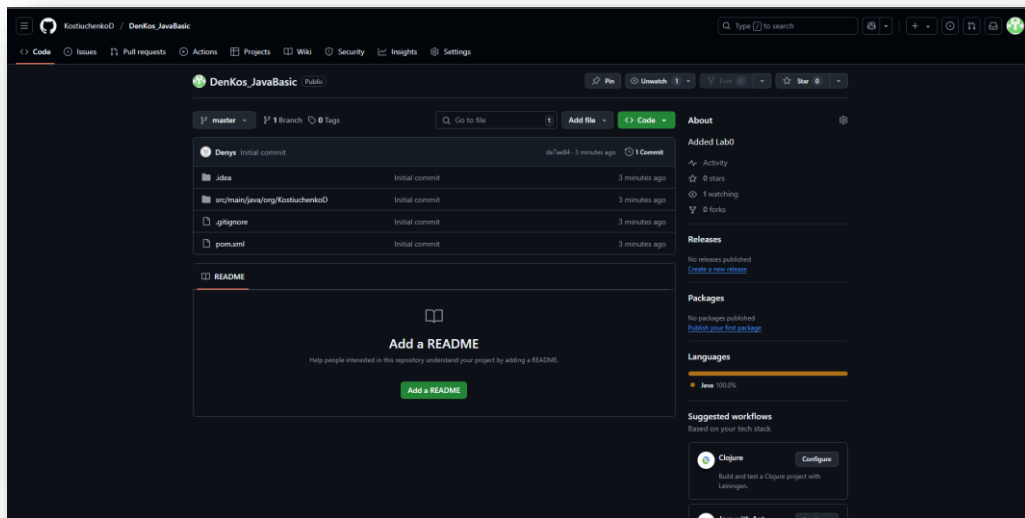 KostiuchenkoD / DenKos_JavaBasic
Type / to search
Code Issues Pull requests Actions Projects Wiki Security Insights Settings
DenKos_JavaBasic Public
Pin Unwatch 1 Fork Star 0
master 1 Branch 0 Tags Go to file t Add file Code
Denys Initial commit de7ae84 · 3 minutes ago 1 Commit
.idea Initial commit 3 minutes ago
src/main/java/org/KostiuchenkoD Initial commit 3 minutes ago
.gitignore Initial commit 3 minutes ago
pom.xml Initial commit 3 minutes ago
README
Add a README
Help people interested in this repository understand your project by adding a README.
Add a README
About
Added Lab0
Activity
0 stars
1 watching
0 forks
Releases
No releases published
Create a new release
Packages
No packages published
Publish your first package
Languages
Java 100.0%
Suggested workflows
Based on your tech stack
Clojure Configure
Build and test a Clojure project with
Leiningen.